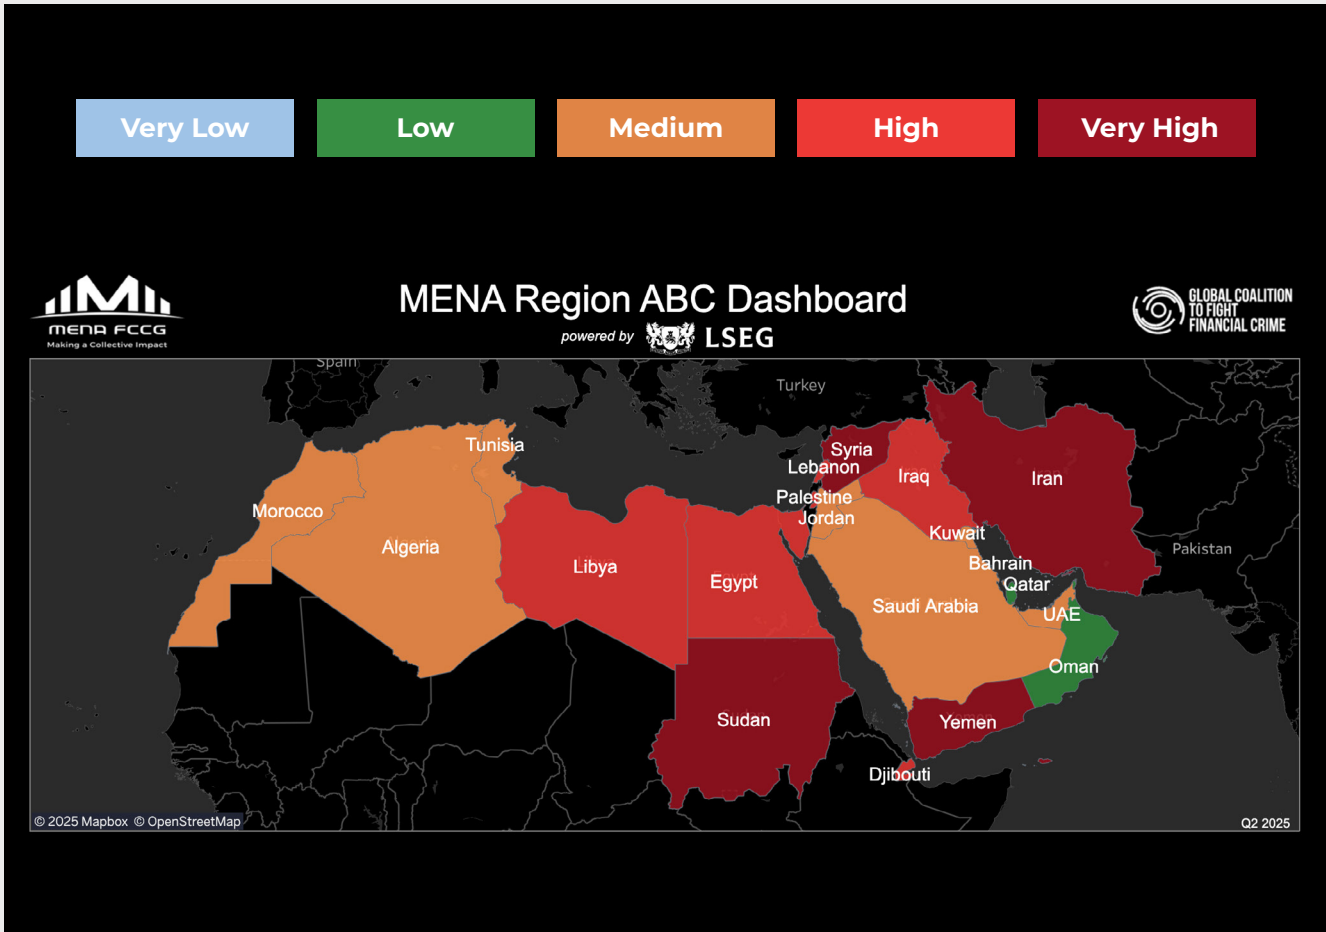 Very Low
Low
Medium
High
Very High
MENA FCCG
Making a Collective Impact
MENA Region ABC Dashboard
powered by LSEG
GLOBAL COALITION
TO FIGHT
FINANCIAL CRIME
Spain
Turkey
Tunisia
Syria
Lebanon
Iraq
Iran
Palestine
Morocco
Jordan
Kuwait
Algeria
Pakistan
Libya
Bahrain
Egypt
Qatar
Saudi Arabia
UAE
Oman
Sudan
Yemen
Djibouti
© 2025 Mapbox © OpenStreetMap
Q2 2025